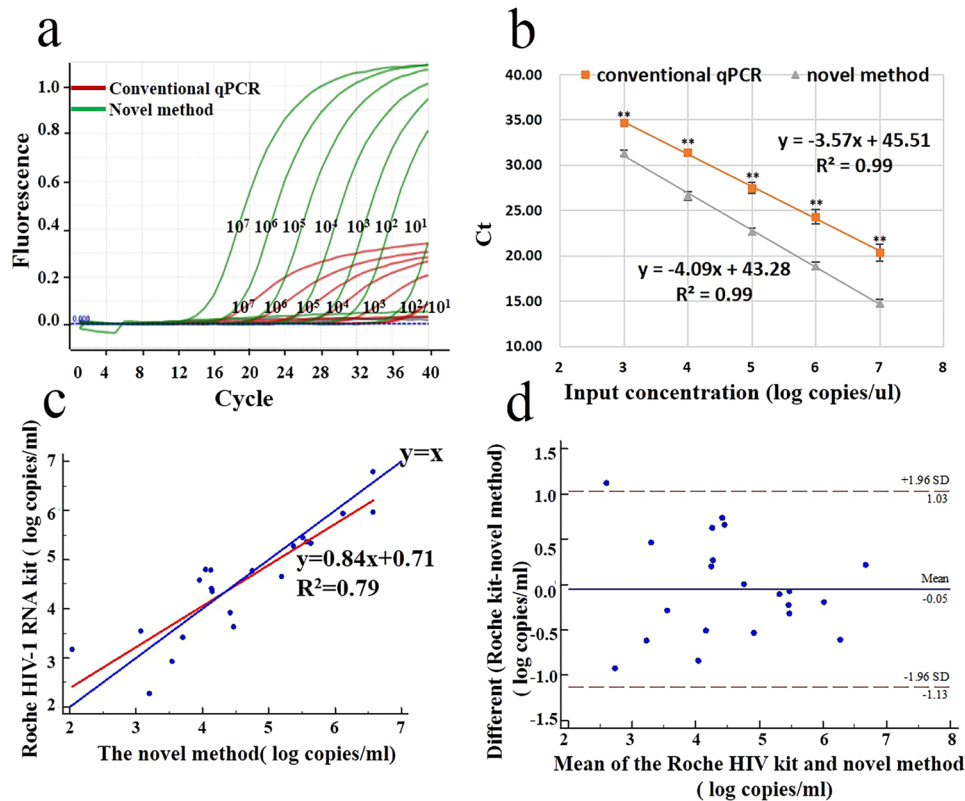 a
Fluorescence
1.0
0.8
0.6
0.4
0.2
0.0
0.000
Conventional qPCR
Novel method
10⁷ 10⁶ 10⁵ 10⁴ 10³ 10² 10¹
10⁷ 10⁶ 10⁵ 10⁴ 10³ 10²/10¹
0 4 8 12 16 20 24 28 32 36 40
Cycle
b
Ct
40.00
35.00
30.00
25.00
20.00
15.00
10.00
conventional qPCR novel method
** ** ** ** **
y = -3.57x + 45.51
R² = 0.99
y = -4.09x + 43.28
R² = 0.99
2 3 4 5 6 7 8
Input concentration (log copies/ul)
c
Roche HIV-1 RNA kit ( log copies/ml)
7
6
5
4
3
2
y=x
y=0.84x+0.71
R²=0.79
2 3 4 5 6 7
The novel method( log copies/ml)
d
Different (Roche kit-novel method)
( log copies/ml)
1.5
1.0
0.5
0.0
-0.5
-1.0
-1.5
+1.96 SD
1.03
Mean
-0.05
-1.96 SD
-1.13
2 3 4 5 6 7 8
Mean of the Roche HIV kit and novel method
( log copies/ml)